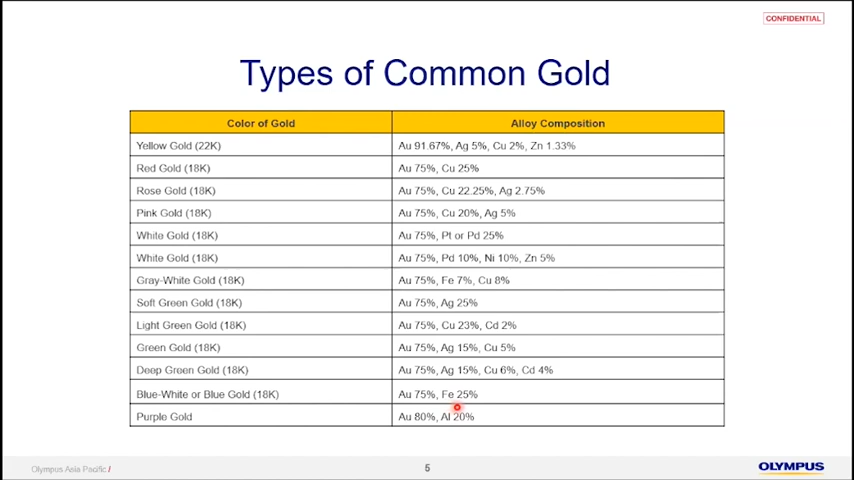 CONFIDENTIAL
Types of Common Gold
Color of Gold Alloy Composition
Yellow Gold (22K) Au 91.67%, Ag 5%, Cu 2%, Zn 1.33%
Red Gold (18K) Au 75%, Cu 25%
Rose Gold (18K) Au 75%, Cu 22.25%, Ag 2.75%
Pink Gold (18K) Au 75%, Cu 20%, Ag 5%
White Gold (18K) Au 75%, Pt or Pd 25%
White Gold (18K) Au 75%, Pd 10%, Ni 10%, Zn 5%
Gray-White Gold (18K) Au 75%, Fe 7%, Cu 8%
Soft Green Gold (18K) Au 75%, Ag 25%
Light Green Gold (18K) Au 75%, Cu 23%, Cd 2%
Green Gold (18K) Au 75%, Ag 15%, Cu 5%
Deep Green Gold (18K) Au 75%, Ag 15%, Cu 6%, Cd 4%
Blue-White or Blue Gold (18K) Au 75%, Fe 25%
Purple Gold Au 80%, Al 20%
Olympus Asia Pacific / 5 OLYMPUS